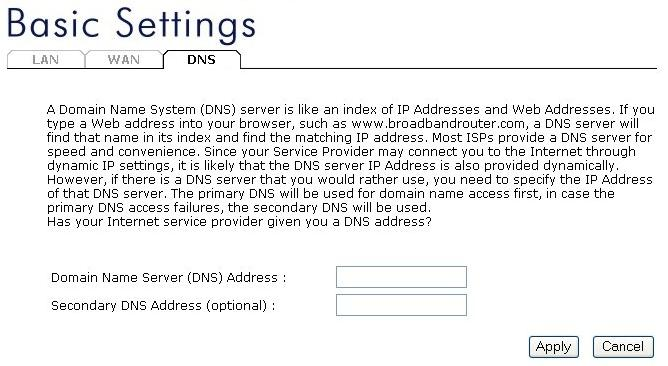 Basic Settings
LAN WAN DNS
A Domain Name System (DNS) server is like an index of IP Addresses and Web Addresses. If you
type a Web address into your browser, such as www.broadbandrouter.com, a DNS server will
find that name in its index and find the matching IP address. Most ISPs provide a DNS server for
speed and convenience. Since your Service Provider may connect you to the Internet through
dynamic IP settings, it is likely that the DNS server IP Address is also provided dynamically.
However, if there is a DNS server that you would rather use, you need to specify the IP Address
of that DNS server. The primary DNS will be used for domain name access first, in case the
primary DNS access failures, the secondary DNS will be used.
Has your Internet service provider given you a DNS address?
Domain Name Server (DNS) Address :
Secondary DNS Address (optional) :
Apply Cancel